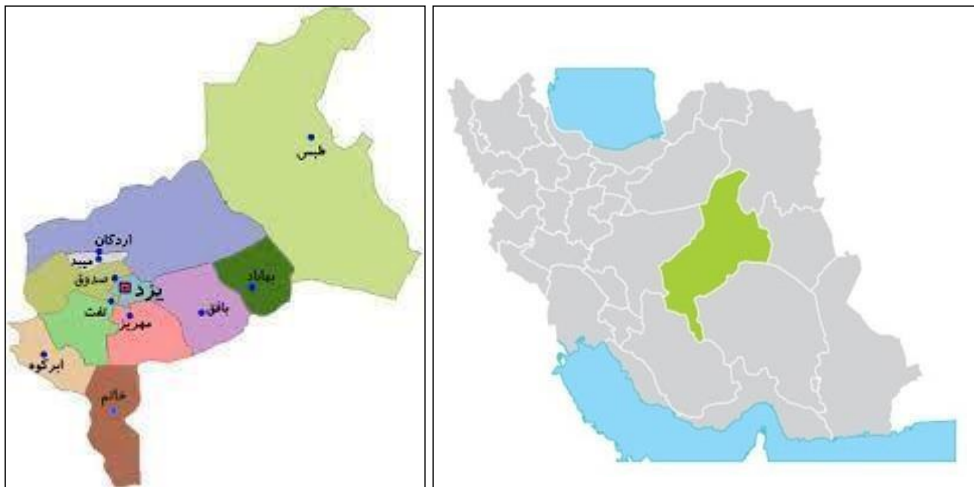 طبس
اردکان
میبد
صدوق
یزد
بهاباد
تفت
مهریز
بافق
ابرکوه
خاتم